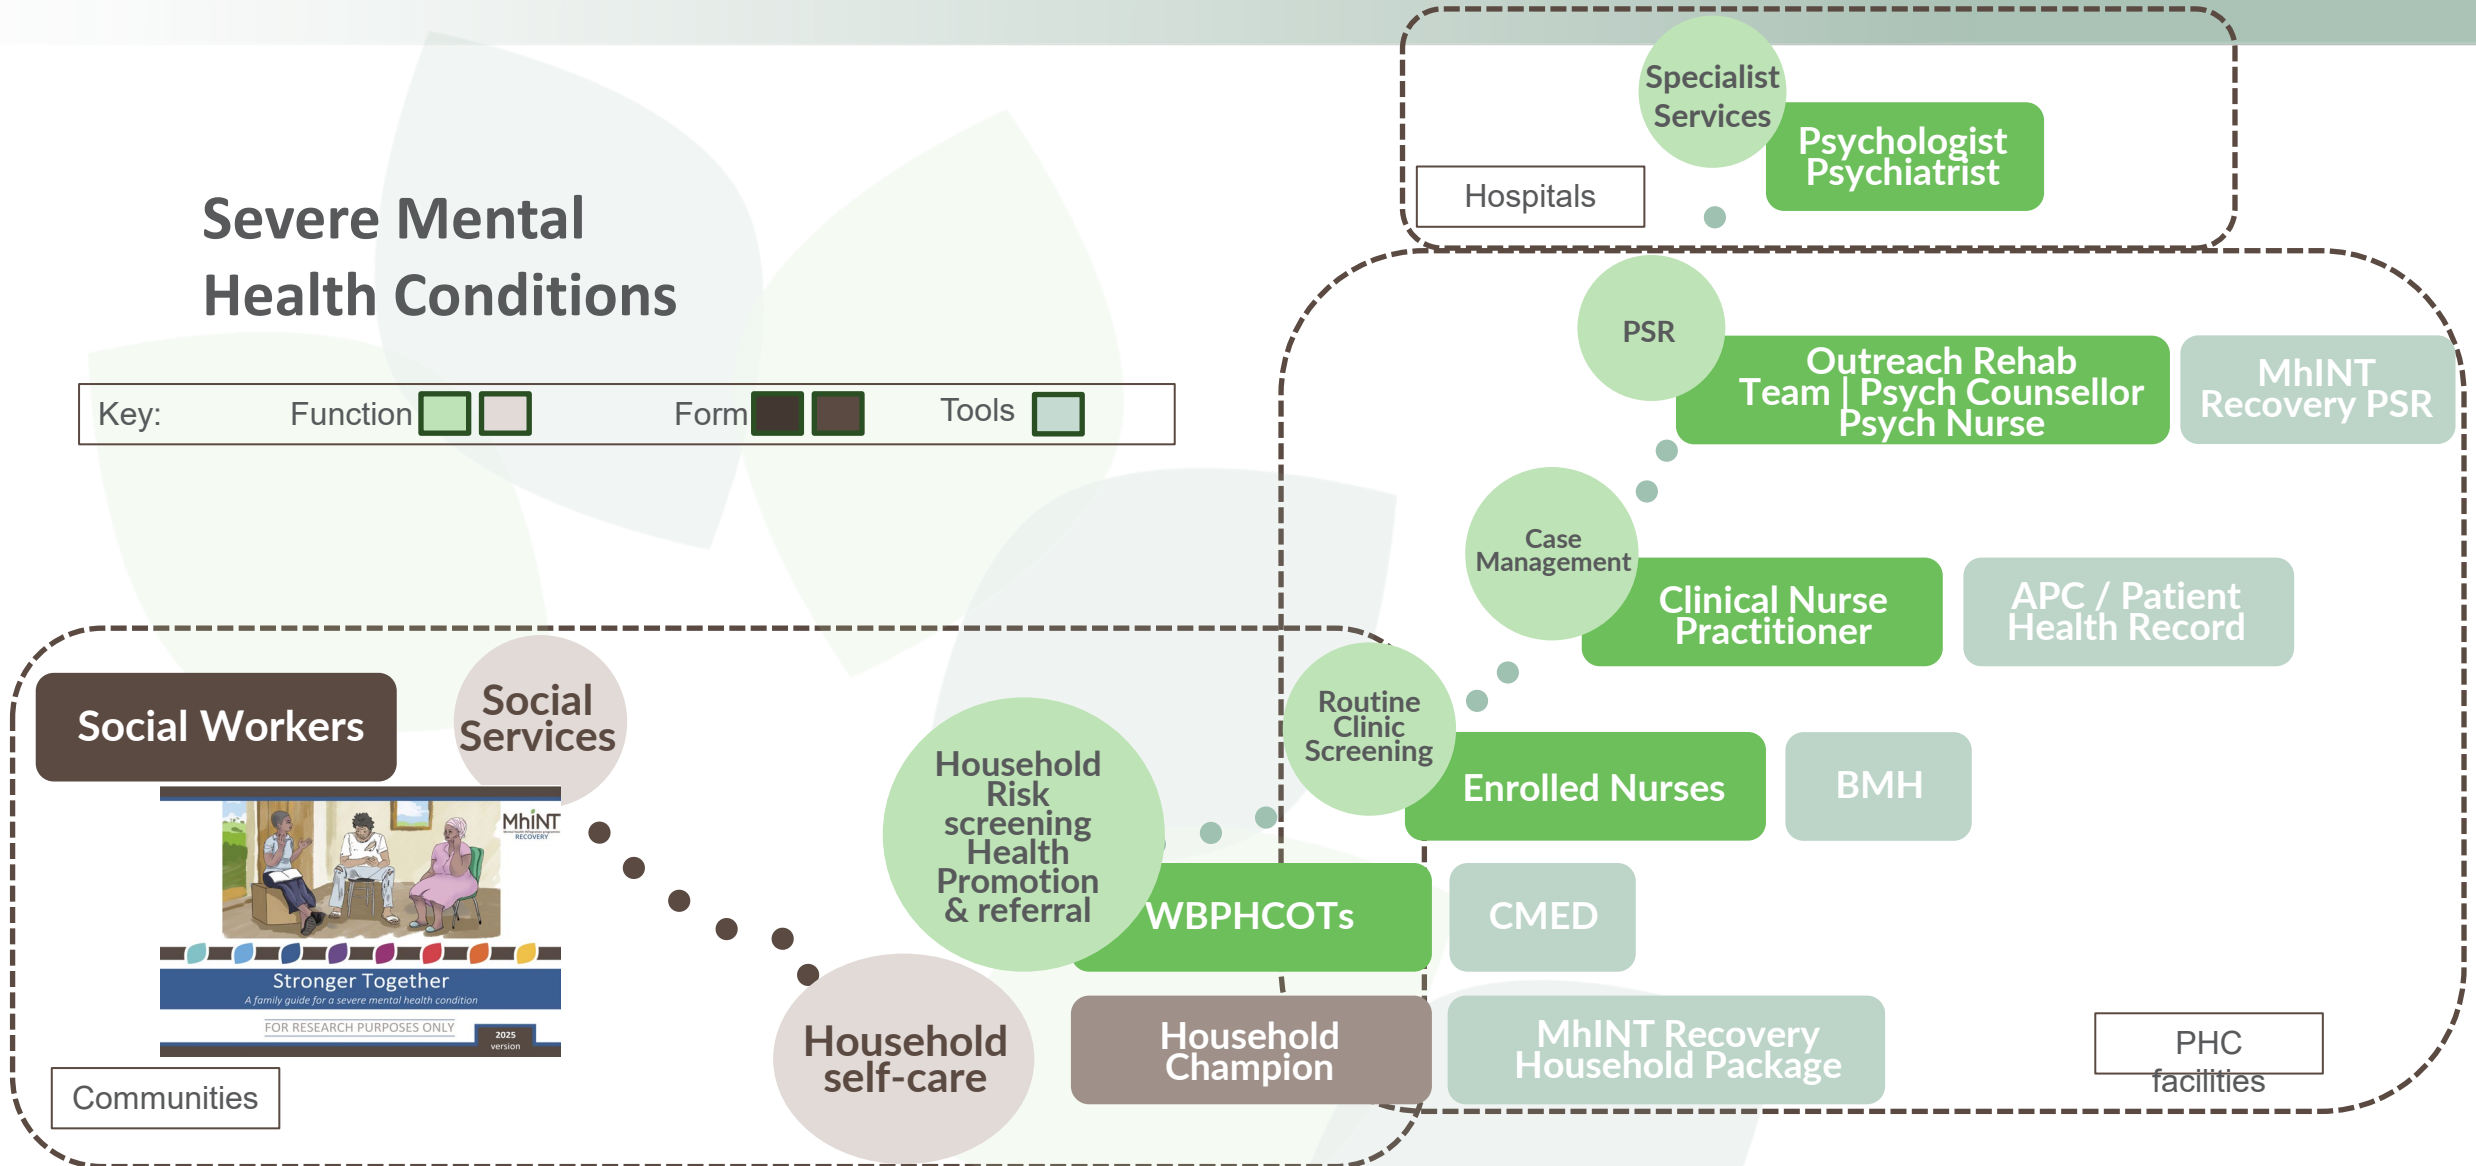 Specialist
Services
Psychologist
Psychiatrist
Hospitals
Severe Mental
Health Conditions
PSR
Outreach Rehab
Team | Psych Counsellor
Psych Nurse
MhINT
Recovery PSR
Key:
Function
Form
Tools
Case
Management
Clinical Nurse
Practitioner
APC / Patient
Health Record
Social Workers
Social
Services
Routine
Clinic
Screening
Enrolled Nurses
BMH
Household
Risk
screening
Health
Promotion
& referral
WBPHCOTs
CMED
MhINT
RECOVERY
Stronger Together
A family guide for a severe mental health condition
FOR RESEARCH PURPOSES ONLY
2025
version
Household
self-care
Household
Champion
MhINT Recovery
Household Package
PHC
facilities
Communities